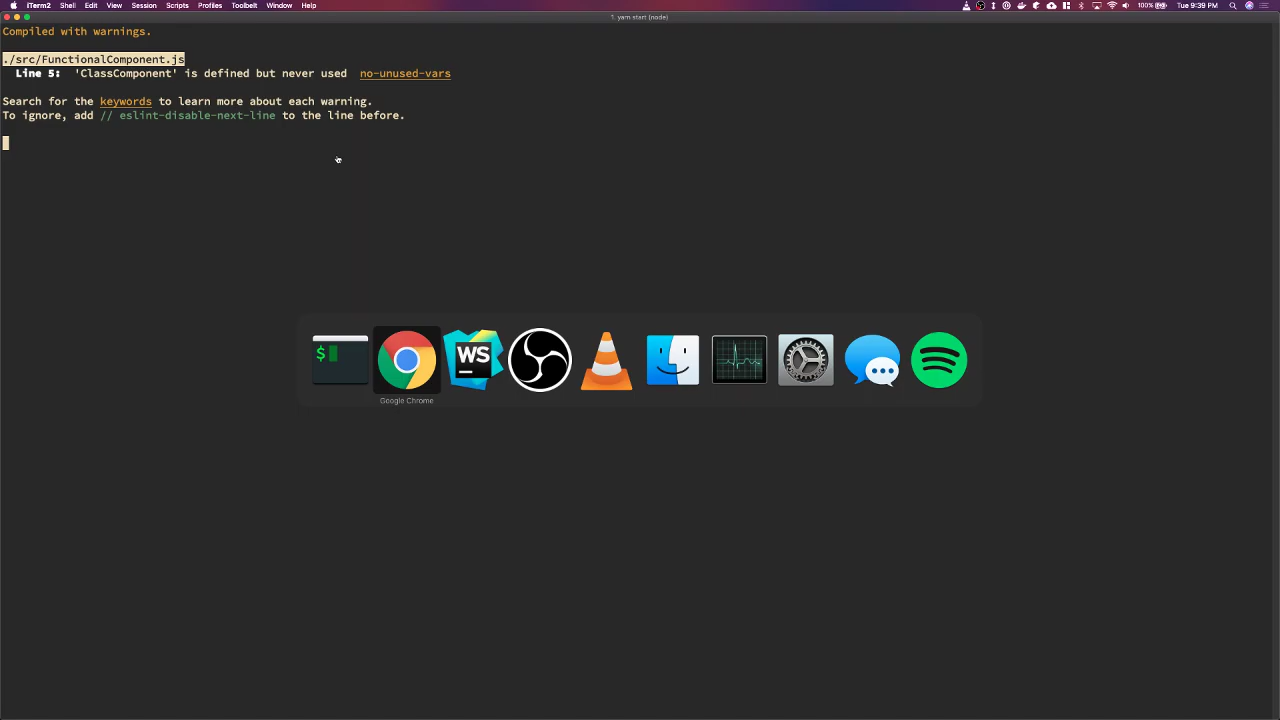 iTerm2 Shell Edit View Session Scripts Profiles Toolbelt Window Help 100% Tue 9:39 PM
1. yarn start (node)
Compiled with warnings.
./src/FunctionalComponent.js
Line 5: 'ClassComponent' is defined but never used no-unused-vars
Search for the keywords to learn more about each warning.
To ignore, add // eslint-disable-next-line to the line before.
$
WS
Google Chrome